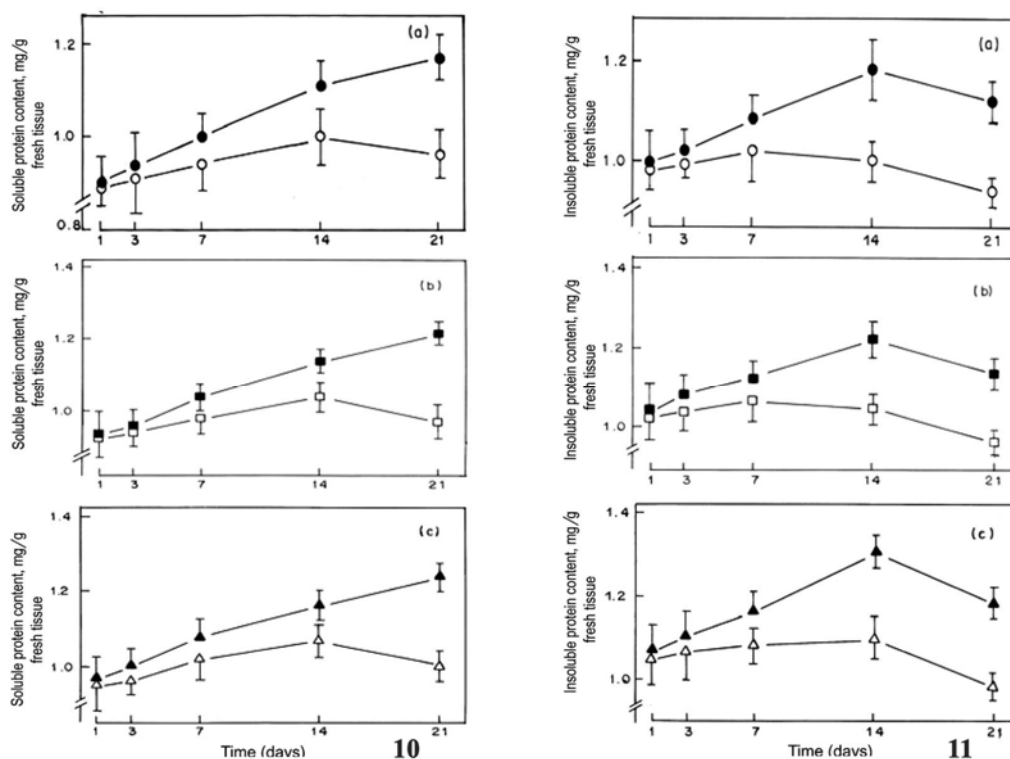 Soluble protein content, mg/g
fresh tissue
(a)
1.2
1.0
0.8
1
3
7
14
21
Soluble protein content, mg/g
fresh tissue
(b)
1.4
1.2
1.0
1
3
7
14
21
Soluble protein content, mg/g
fresh tissue
(c)
1.4
1.2
1.0
1
3
7
14
21
Time (days)
10
Insoluble protein content, mg/g
fresh tissue
(a)
1.2
1.0
1
3
7
14
21
Insoluble protein content, mg/g
fresh tissue
(b)
1.4
1.2
1.0
1
3
7
14
21
Insoluble protein content, mg/g
fresh tissue
(c)
1.4
1.2
1.0
1
3
7
14
21
Time (days)
11